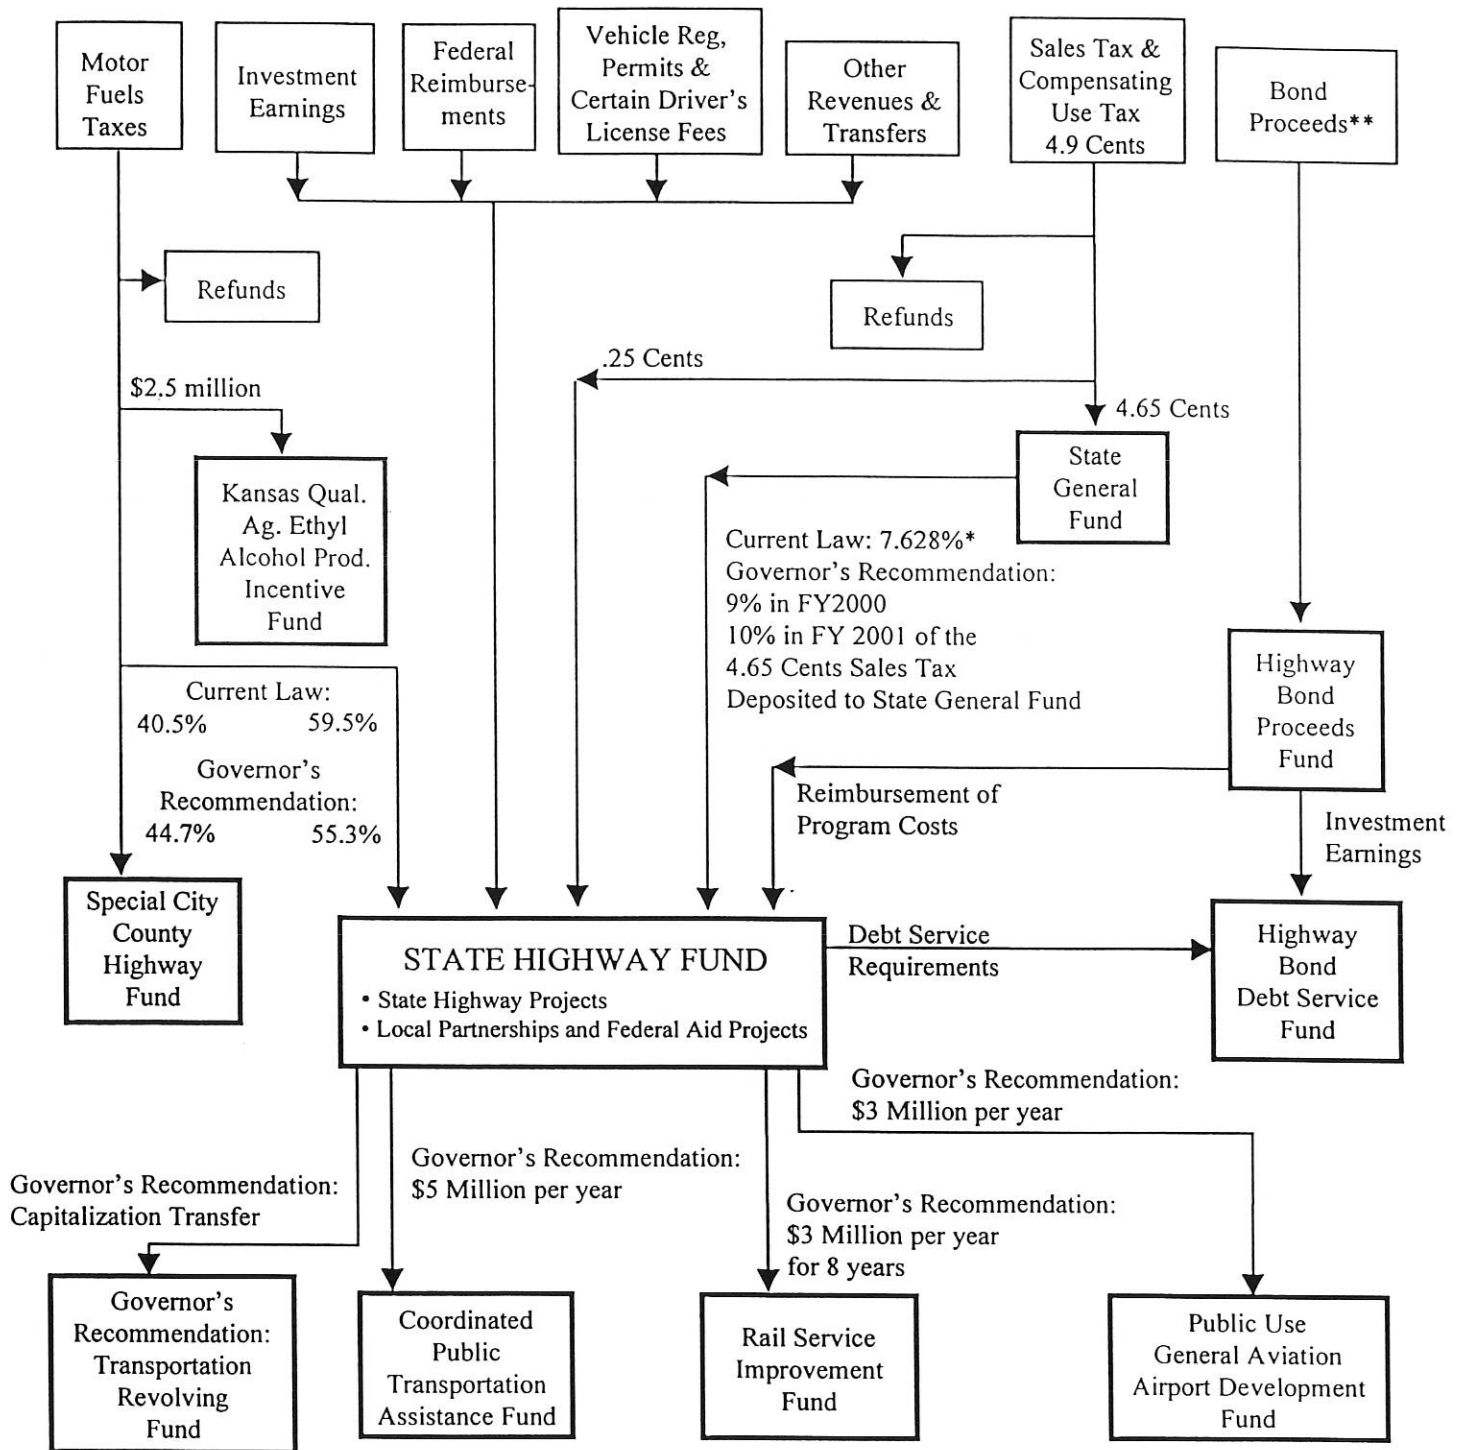 Motor
Fuels
Taxes
Investment
Earnings
Federal
Reimburse-
ments
Vehicle Reg,
Permits &
Certain Driver's
License Fees
Other
Revenues &
Transfers
Sales Tax &
Compensating
Use Tax
4.9 Cents
Bond
Proceeds**
Refunds
Refunds
.25 Cents
$2.5 million
4.65 Cents
Kansas Qual.
Ag. Ethyl
Alcohol Prod.
Incentive
Fund
State
General
Fund
Current Law: 7.628%*
Governor's Recommendation:
9% in FY2000
10% in FY 2001 of the
4.65 Cents Sales Tax
Deposited to State General Fund
Highway
Bond
Proceeds
Fund
Current Law:
40.5% 59.5%
Governor's
Recommendation:
44.7% 55.3%
Reimbursement of
Program Costs
Investment
Earnings
Special City
County
Highway
Fund
STATE HIGHWAY FUND
• State Highway Projects
• Local Partnerships and Federal Aid Projects
Debt Service
Requirements
Highway
Bond
Debt Service
Fund
Governor's Recommendation:
$3 Million per year
Governor's Recommendation:
$5 Million per year
Governor's Recommendation:
Capitalization Transfer
Governor's Recommendation:
$3 Million per year
for 8 years
Governor's
Recommendation:
Transportation
Revolving
Fund
Coordinated
Public
Transportation
Assistance Fund
Rail Service
Improvement
Fund
Public Use
General Aviation
Airport Development
Fund